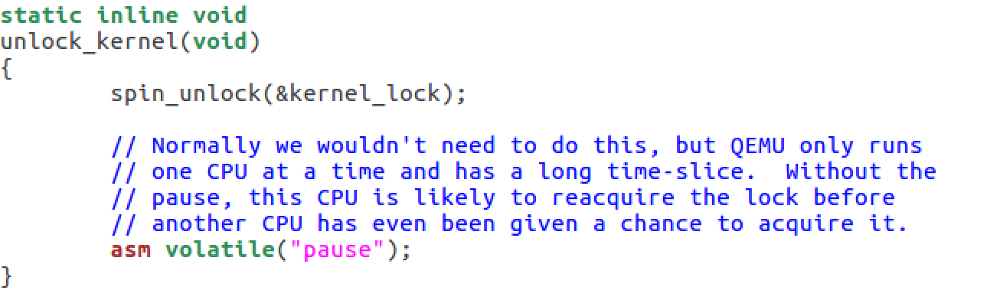 static inline void
unlock_kernel(void)
{
        spin_unlock(&kernel_lock);

        // Normally we wouldn't need to do this, but QEMU only runs
        // one CPU at a time and has a long time-slice.  Without the
        // pause, this CPU is likely to reacquire the lock before
        // another CPU has even been given a chance to acquire it.
        asm volatile("pause");
}